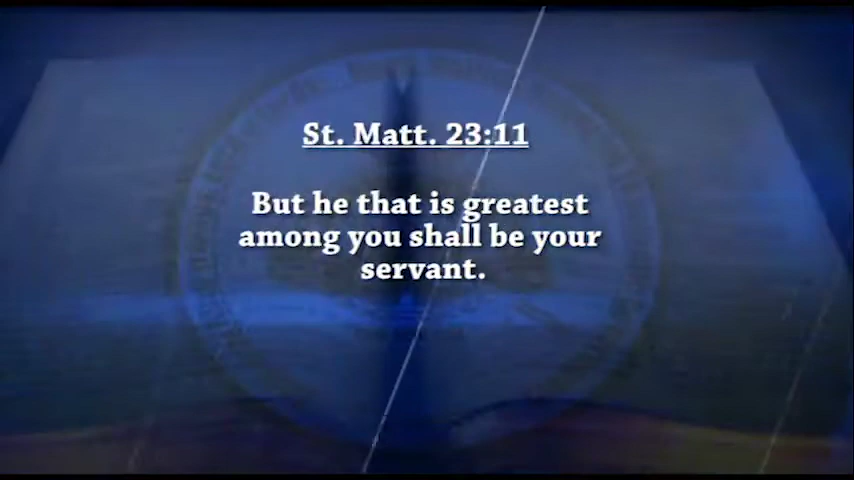 St. Matt. 23:11
But he that is greatest
among you shall be your
servant.